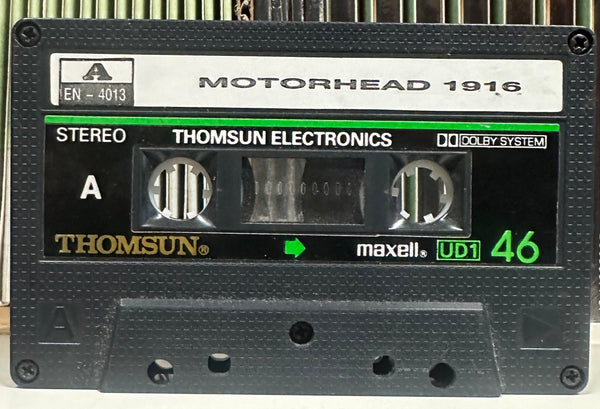 A
EN - 4013
MOTORHEAD 1916
STEREO
THOMSUN ELECTRONICS
DOLBY SYSTEM
A
THOMSUN®
maxell®
UD1
46
A